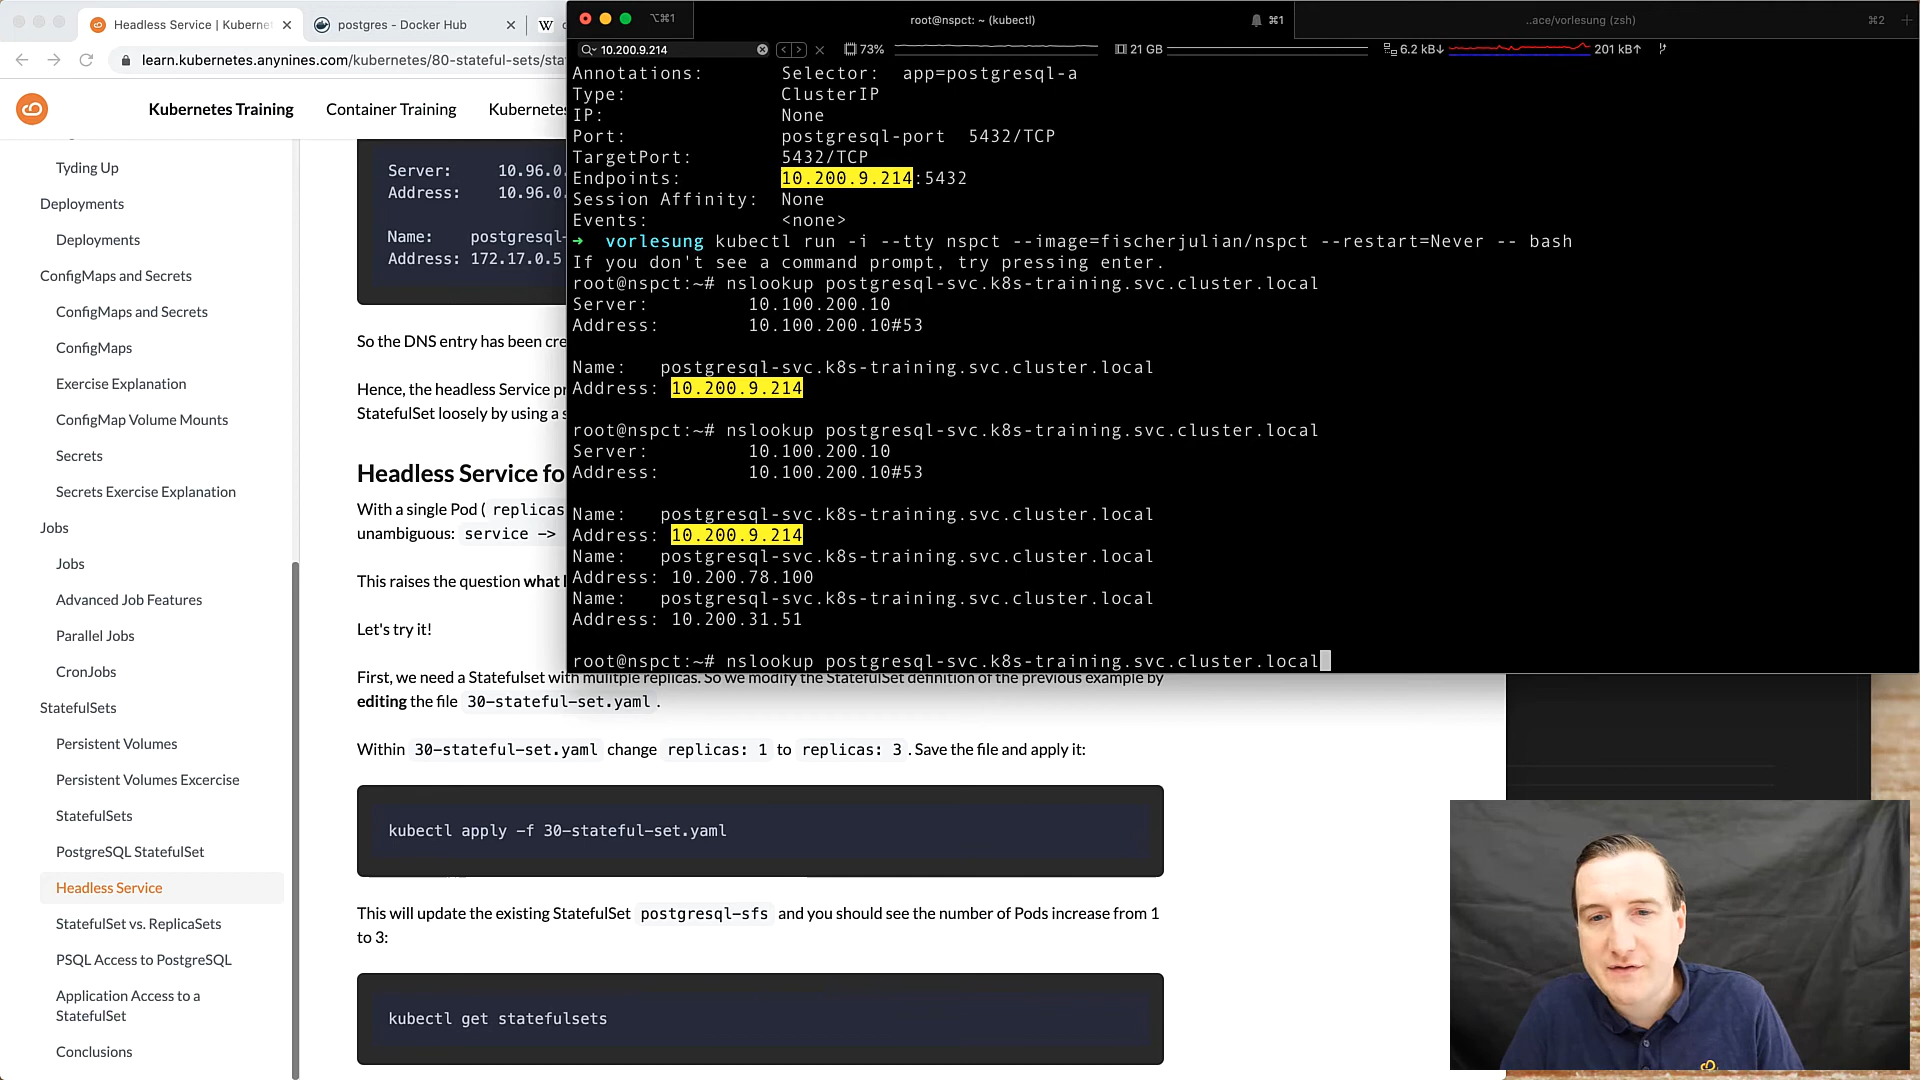 Headless Service | Kubernet
postgres - Docker Hub
learn.kubernetes.anynines.com/kubernetes/80-stateful-sets/sta
Kubernetes Training
Container Training
Kubernete
Tyding Up
Deployments
Deployments
ConfigMaps and Secrets
ConfigMaps and Secrets
ConfigMaps
Exercise Explanation
ConfigMap Volume Mounts
Secrets
Secrets Exercise Explanation
Jobs
Jobs
Advanced Job Features
Parallel Jobs
CronJobs
StatefulSets
Persistent Volumes
Persistent Volumes Excercise
StatefulSets
PostgreSQL StatefulSet
Headless Service
StatefulSet vs. ReplicaSets
PSQL Access to PostgreSQL
Application Access to a
StatefulSet
Conclusions
Server: 10.96.0.
Address: 10.96.0.
Name: postgresql-
Address: 172.17.0.5
So the DNS entry has been cre
Hence, the headless Service pr
StatefulSet loosely by using a s
Headless Service fo
With a single Pod ( replicas
unambiguous: service ->
This raises the question what
Let's try it!
First, we need a Statefulset with mulitple replicas. So we modify the StatefulSet definition of the previous example by
editing the file 30-stateful-set.yaml .
Within 30-stateful-set.yaml change replicas: 1 to replicas: 3 . Save the file and apply it:
kubectl apply -f 30-stateful-set.yaml
This will update the existing StatefulSet postgresql-sfs and you should see the number of Pods increase from 1
to 3:
kubectl get statefulsets
⌥⌘1
root@nspct: ~ (kubectl)
⌘1
..ace/vorlesung (zsh)
⌘2
10.200.9.214
73%
21 GB
6.2 kB↓
201 kB↑
Annotations: Selector: app=postgresql-a
Type: ClusterIP
IP: None
Port: postgresql-port 5432/TCP
TargetPort: 5432/TCP
Endpoints: 10.200.9.214:5432
Session Affinity: None
Events: <none>
➜ vorlesung kubectl run -i --tty nspct --image=fischerjulian/nspct --restart=Never -- bash
If you don't see a command prompt, try pressing enter.
root@nspct:~# nslookup postgresql-svc.k8s-training.svc.cluster.local
Server: 10.100.200.10
Address: 10.100.200.10#53
Name: postgresql-svc.k8s-training.svc.cluster.local
Address: 10.200.9.214
root@nspct:~# nslookup postgresql-svc.k8s-training.svc.cluster.local
Server: 10.100.200.10
Address: 10.100.200.10#53
Name: postgresql-svc.k8s-training.svc.cluster.local
Address: 10.200.9.214
Name: postgresql-svc.k8s-training.svc.cluster.local
Address: 10.200.78.100
Name: postgresql-svc.k8s-training.svc.cluster.local
Address: 10.200.31.51
root@nspct:~# nslookup postgresql-svc.k8s-training.svc.cluster.local